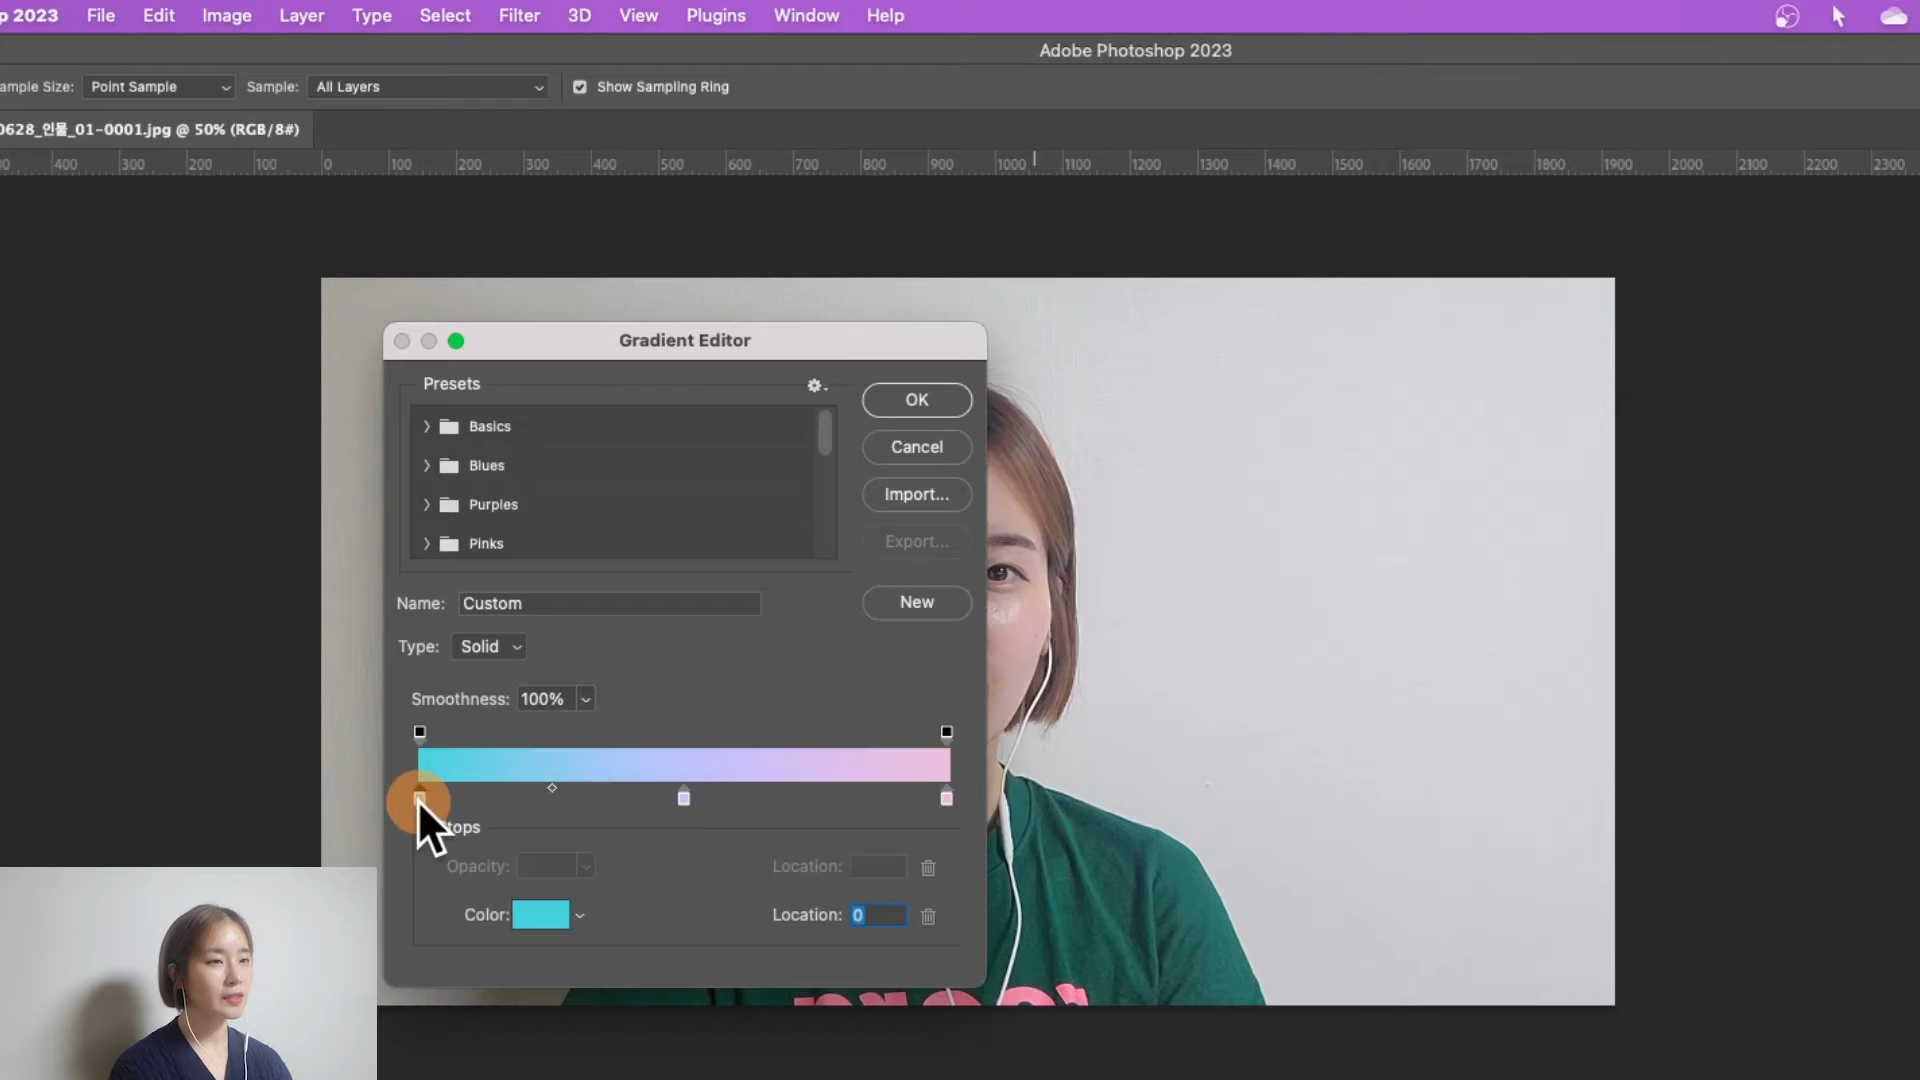 p 2023 File Edit Image Layer Type Select Filter 3D View Plugins Window Help
Adobe Photoshop 2023
ample Size: Point Sample Sample: All Layers Show Sampling Ring
0628_인물_01-0001.jpg @ 50% (RGB/8#)
00 400 300 200 100 0 100 200 300 400 500 600 700 800 900 1000 1100 1200 1300 1400 1500 1600 1700 1800 1900 2000 2100 2200 2300
Gradient Editor
Presets
Basics
Blues
Purples
Pinks
OK
Cancel
Import...
Export...
New
Name: Custom
Type: Solid
Smoothness: 100%
tops
Opacity: Location:
Color: Location: 0